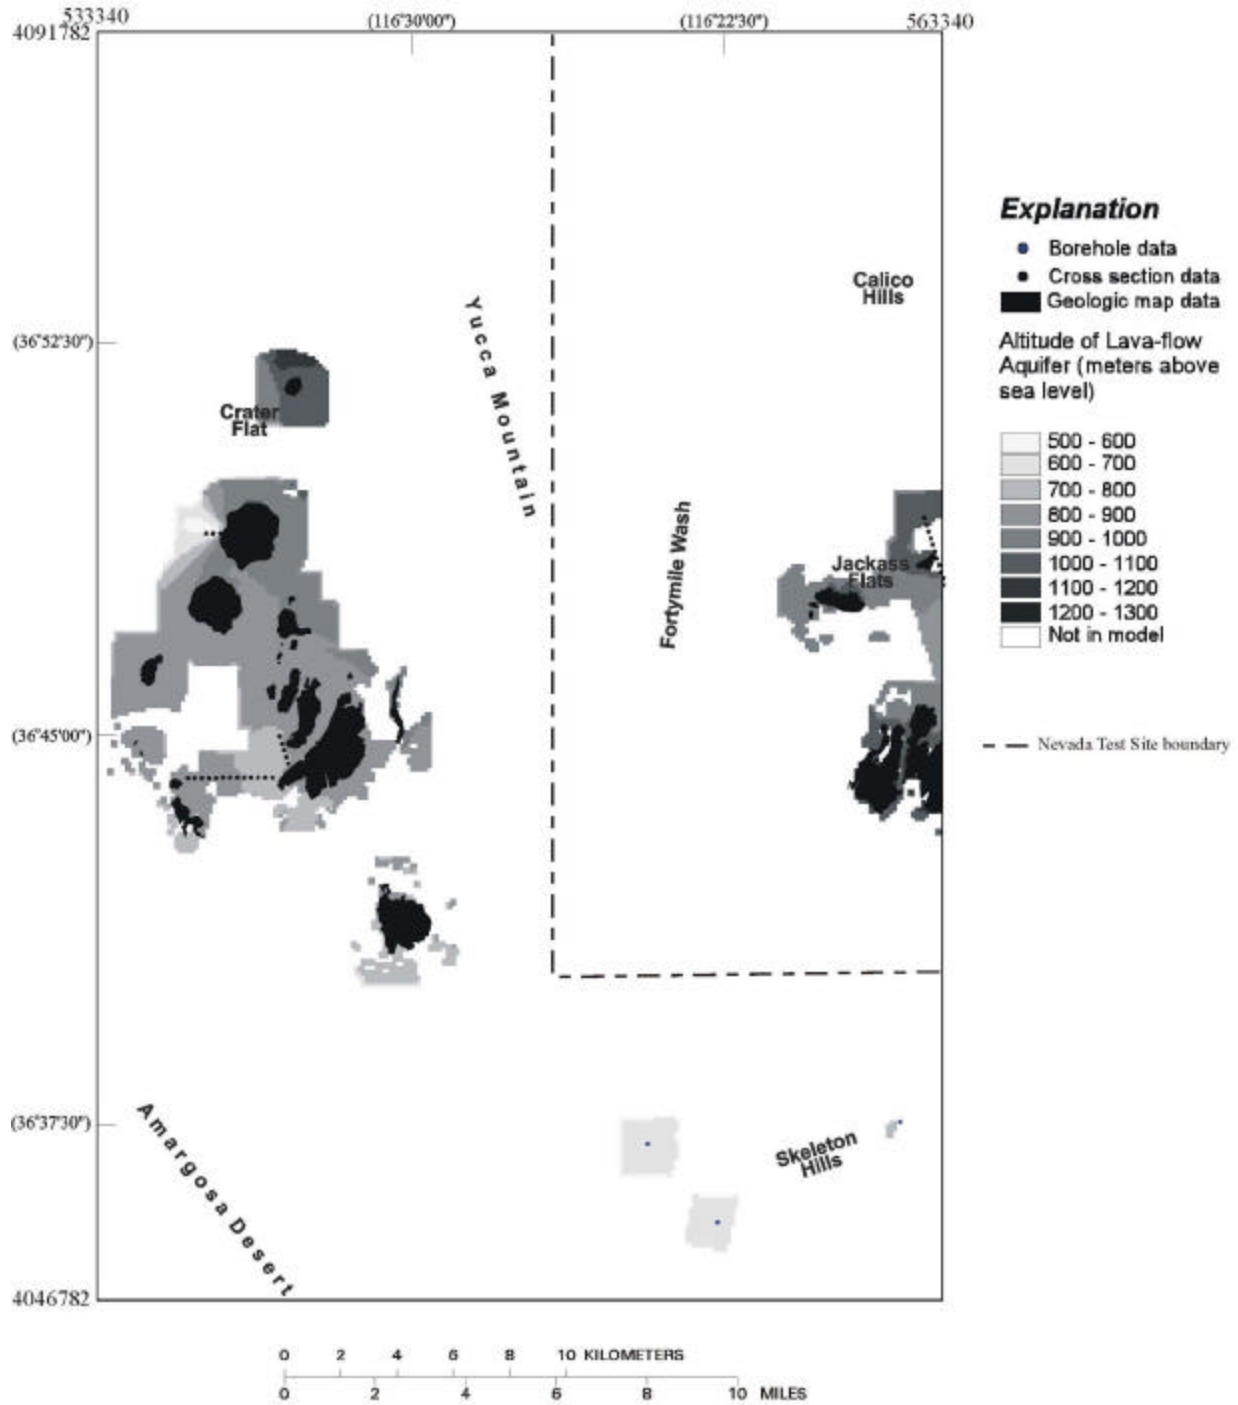 533340
(116°30'00")
(116°22'30")
563340
4091782
Explanation
Borehole data
Cross section data
Geologic map data
Calico
Hills
Yucca Mountain
(36°52'30")
Altitude of Lava-flow
Aquifer (meters above
sea level)
Crater
Flat
500 - 600
600 - 700
700 - 800
800 - 900
900 - 1000
1000 - 1100
1100 - 1200
1200 - 1300
Not in model
Fortymile Wash
Jackass
Flats
(36°45'00")
Nevada Test Site boundary
(36°37'30")
Amargosa Desert
Skeleton
Hills
4046782
0 2 4 6 8 10 KILOMETERS
0 2 4 6 8 10 MILES